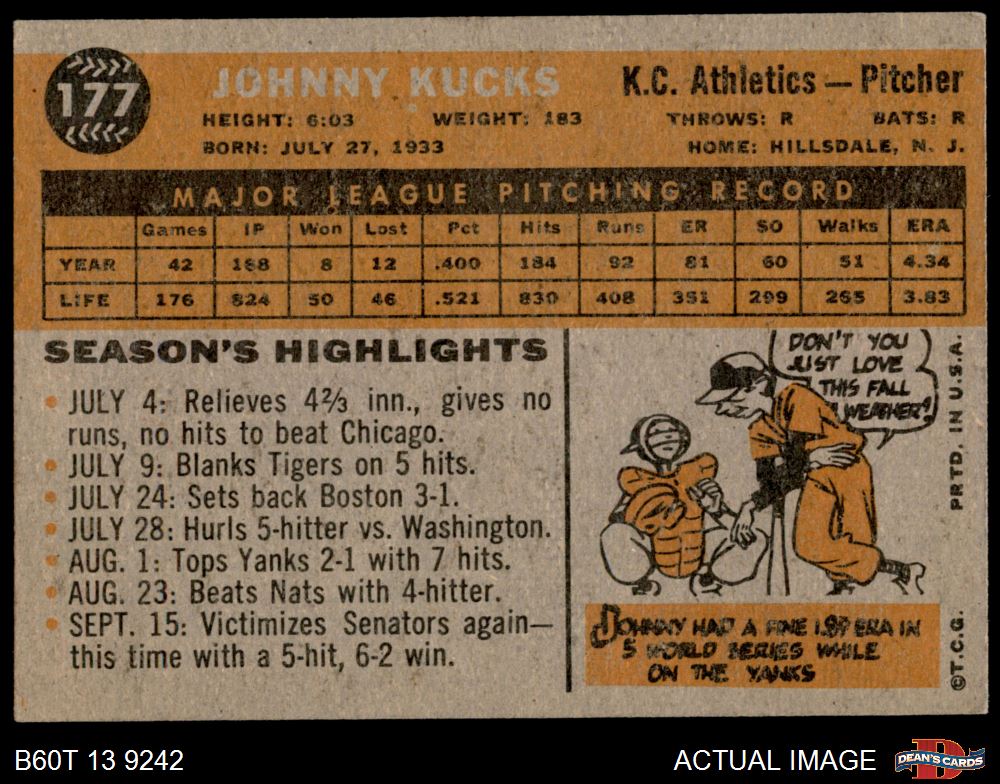 177
JOHNNY KUCKS
K.C. Athletics — Pitcher
HEIGHT: 6:03 WEIGHT: 183 THROWS: R BATS: R
BORN: JULY 27, 1933 HOME: HILLSDALE, N. J.
MAJOR LEAGUE PITCHING RECORD
Games IP Won Lost Pct Hits Runs ER SO Walks ERA
YEAR 42 168 8 12 .400 184 92 81 60 51 4.34
LIFE 176 824 50 46 .521 830 408 351 299 265 3.83
SEASON'S HIGHLIGHTS
• JULY 4: Relieves 4⅔ inn., gives no
runs, no hits to beat Chicago.
• JULY 9: Blanks Tigers on 5 hits.
• JULY 24: Sets back Boston 3-1.
• JULY 28: Hurls 5-hitter vs. Washington.
• AUG. 1: Tops Yanks 2-1 with 7 hits.
• AUG. 23: Beats Nats with 4-hitter.
• SEPT. 15: Victimizes Senators again—
this time with a 5-hit, 6-2 win.
DON'T YOU
JUST LOVE
THIS FALL
WEATHER?
JOHNNY HAD A FINE 1.89 ERA IN
5 WORLD SERIES WHILE
ON THE YANKS
PRTD. IN U.S.A.
©T.C.G.
B60T 13 9242
ACTUAL IMAGE
DEAN'S CARDS